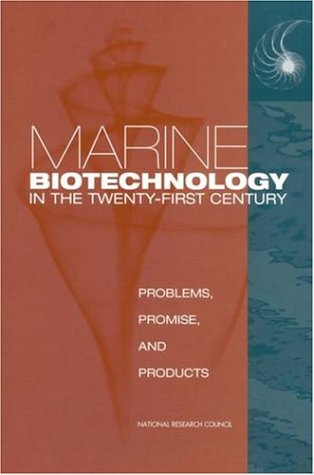 MARINE
BIOTECHNOLOGY
IN THE TWENTY-FIRST CENTURY
PROBLEMS,
PROMISE,
AND
PRODUCTS
NATIONAL RESEARCH COUNCIL